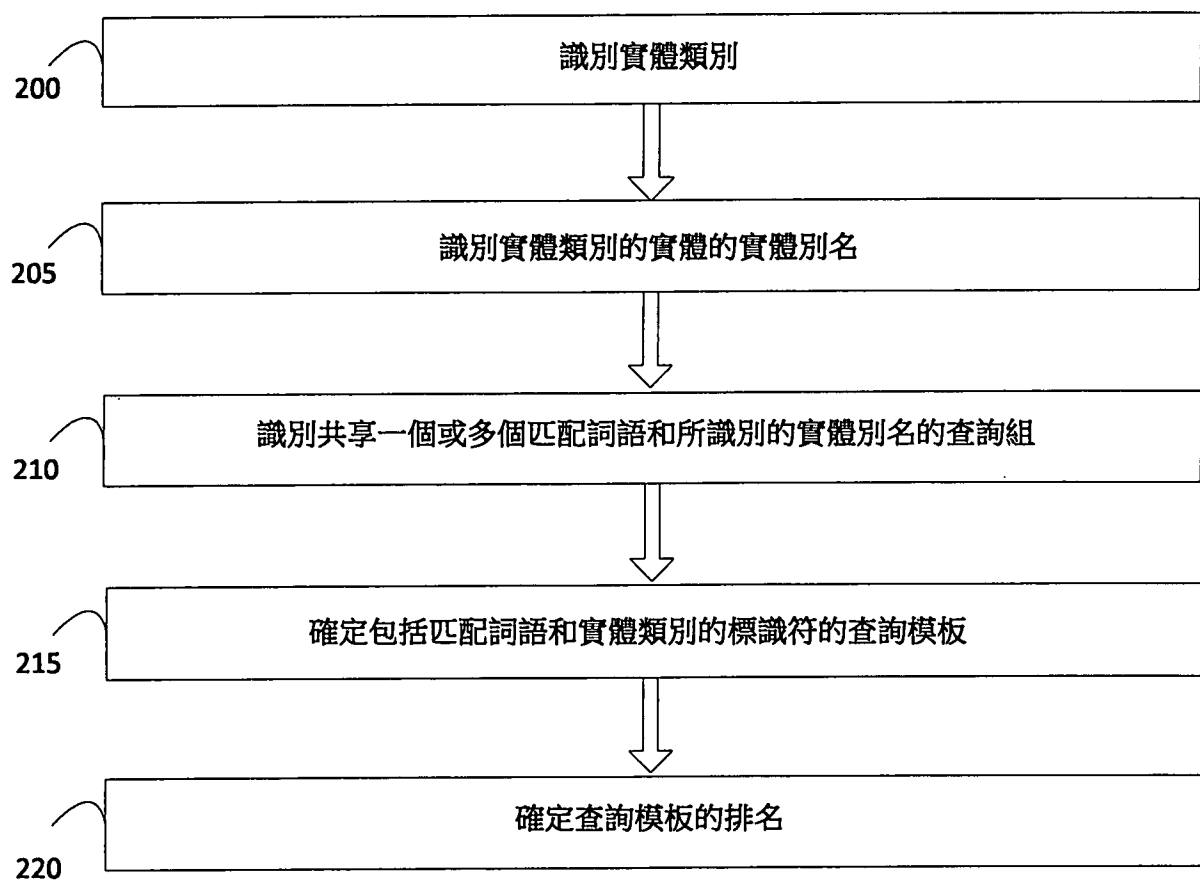 識別實體類別
200
識別實體類別的實體的實體別名
205
識別共享一個或多個匹配詞語和所識別的實體別名的查詢組
210
確定包括匹配詞語和實體類別的標識符的查詢模板
215
確定查詢模板的排名
220